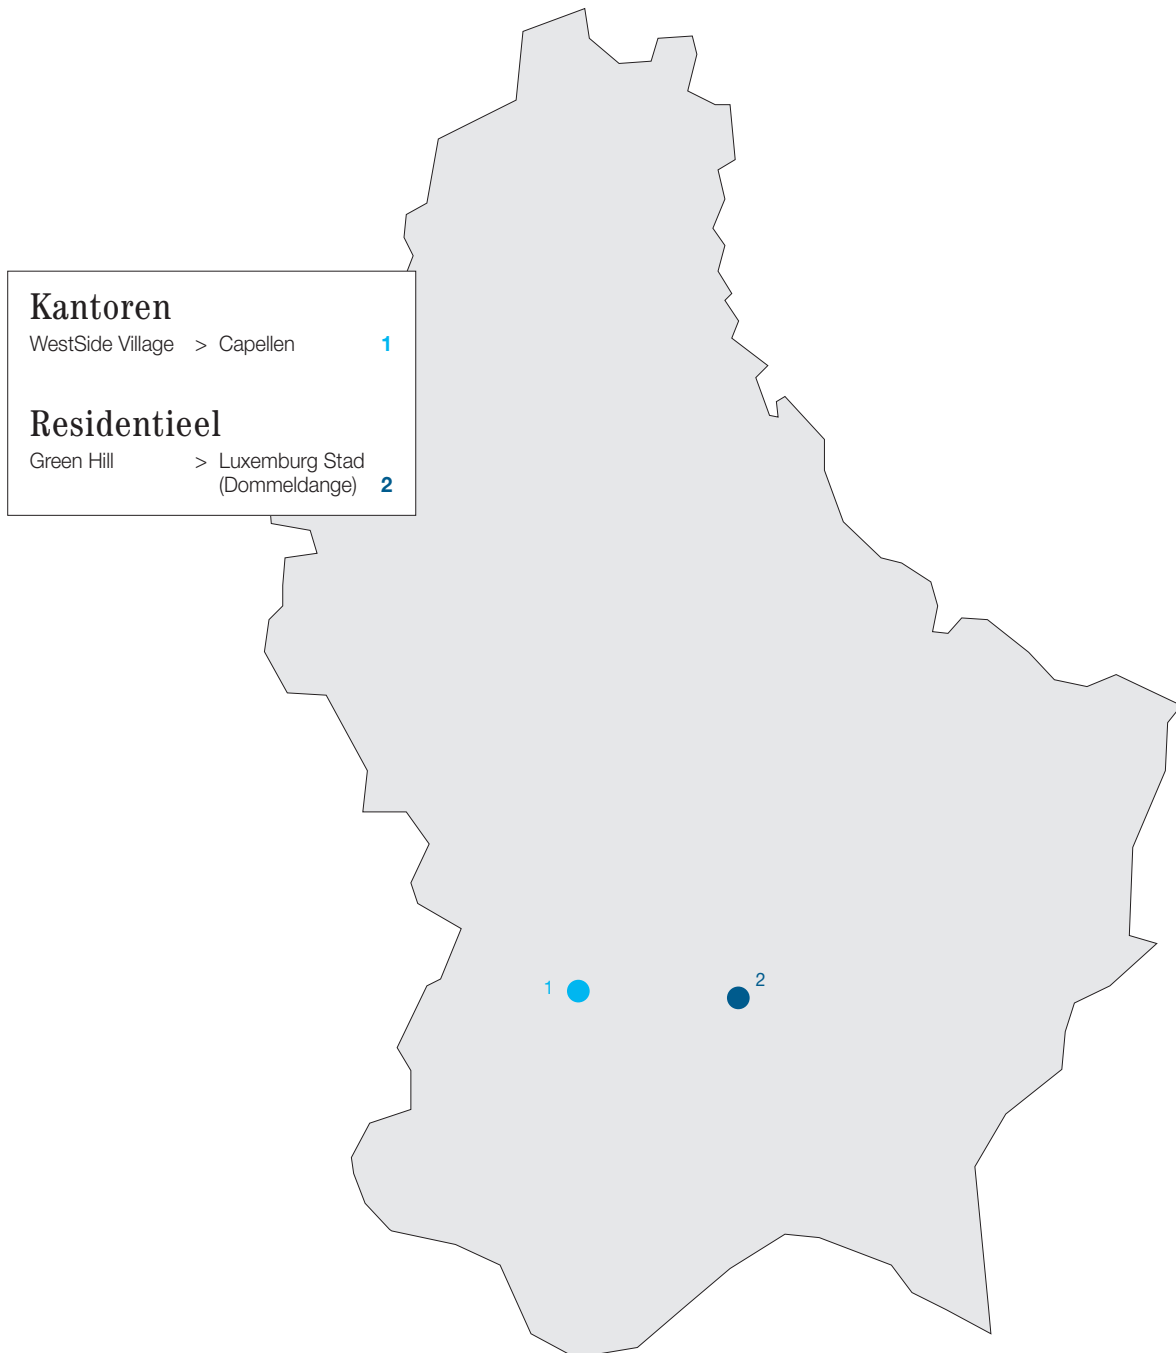 Kantoren
WestSide Village > Capellen 1
Residentieel
Green Hill > Luxemburg Stad
(Dommeldange) 2
1
2